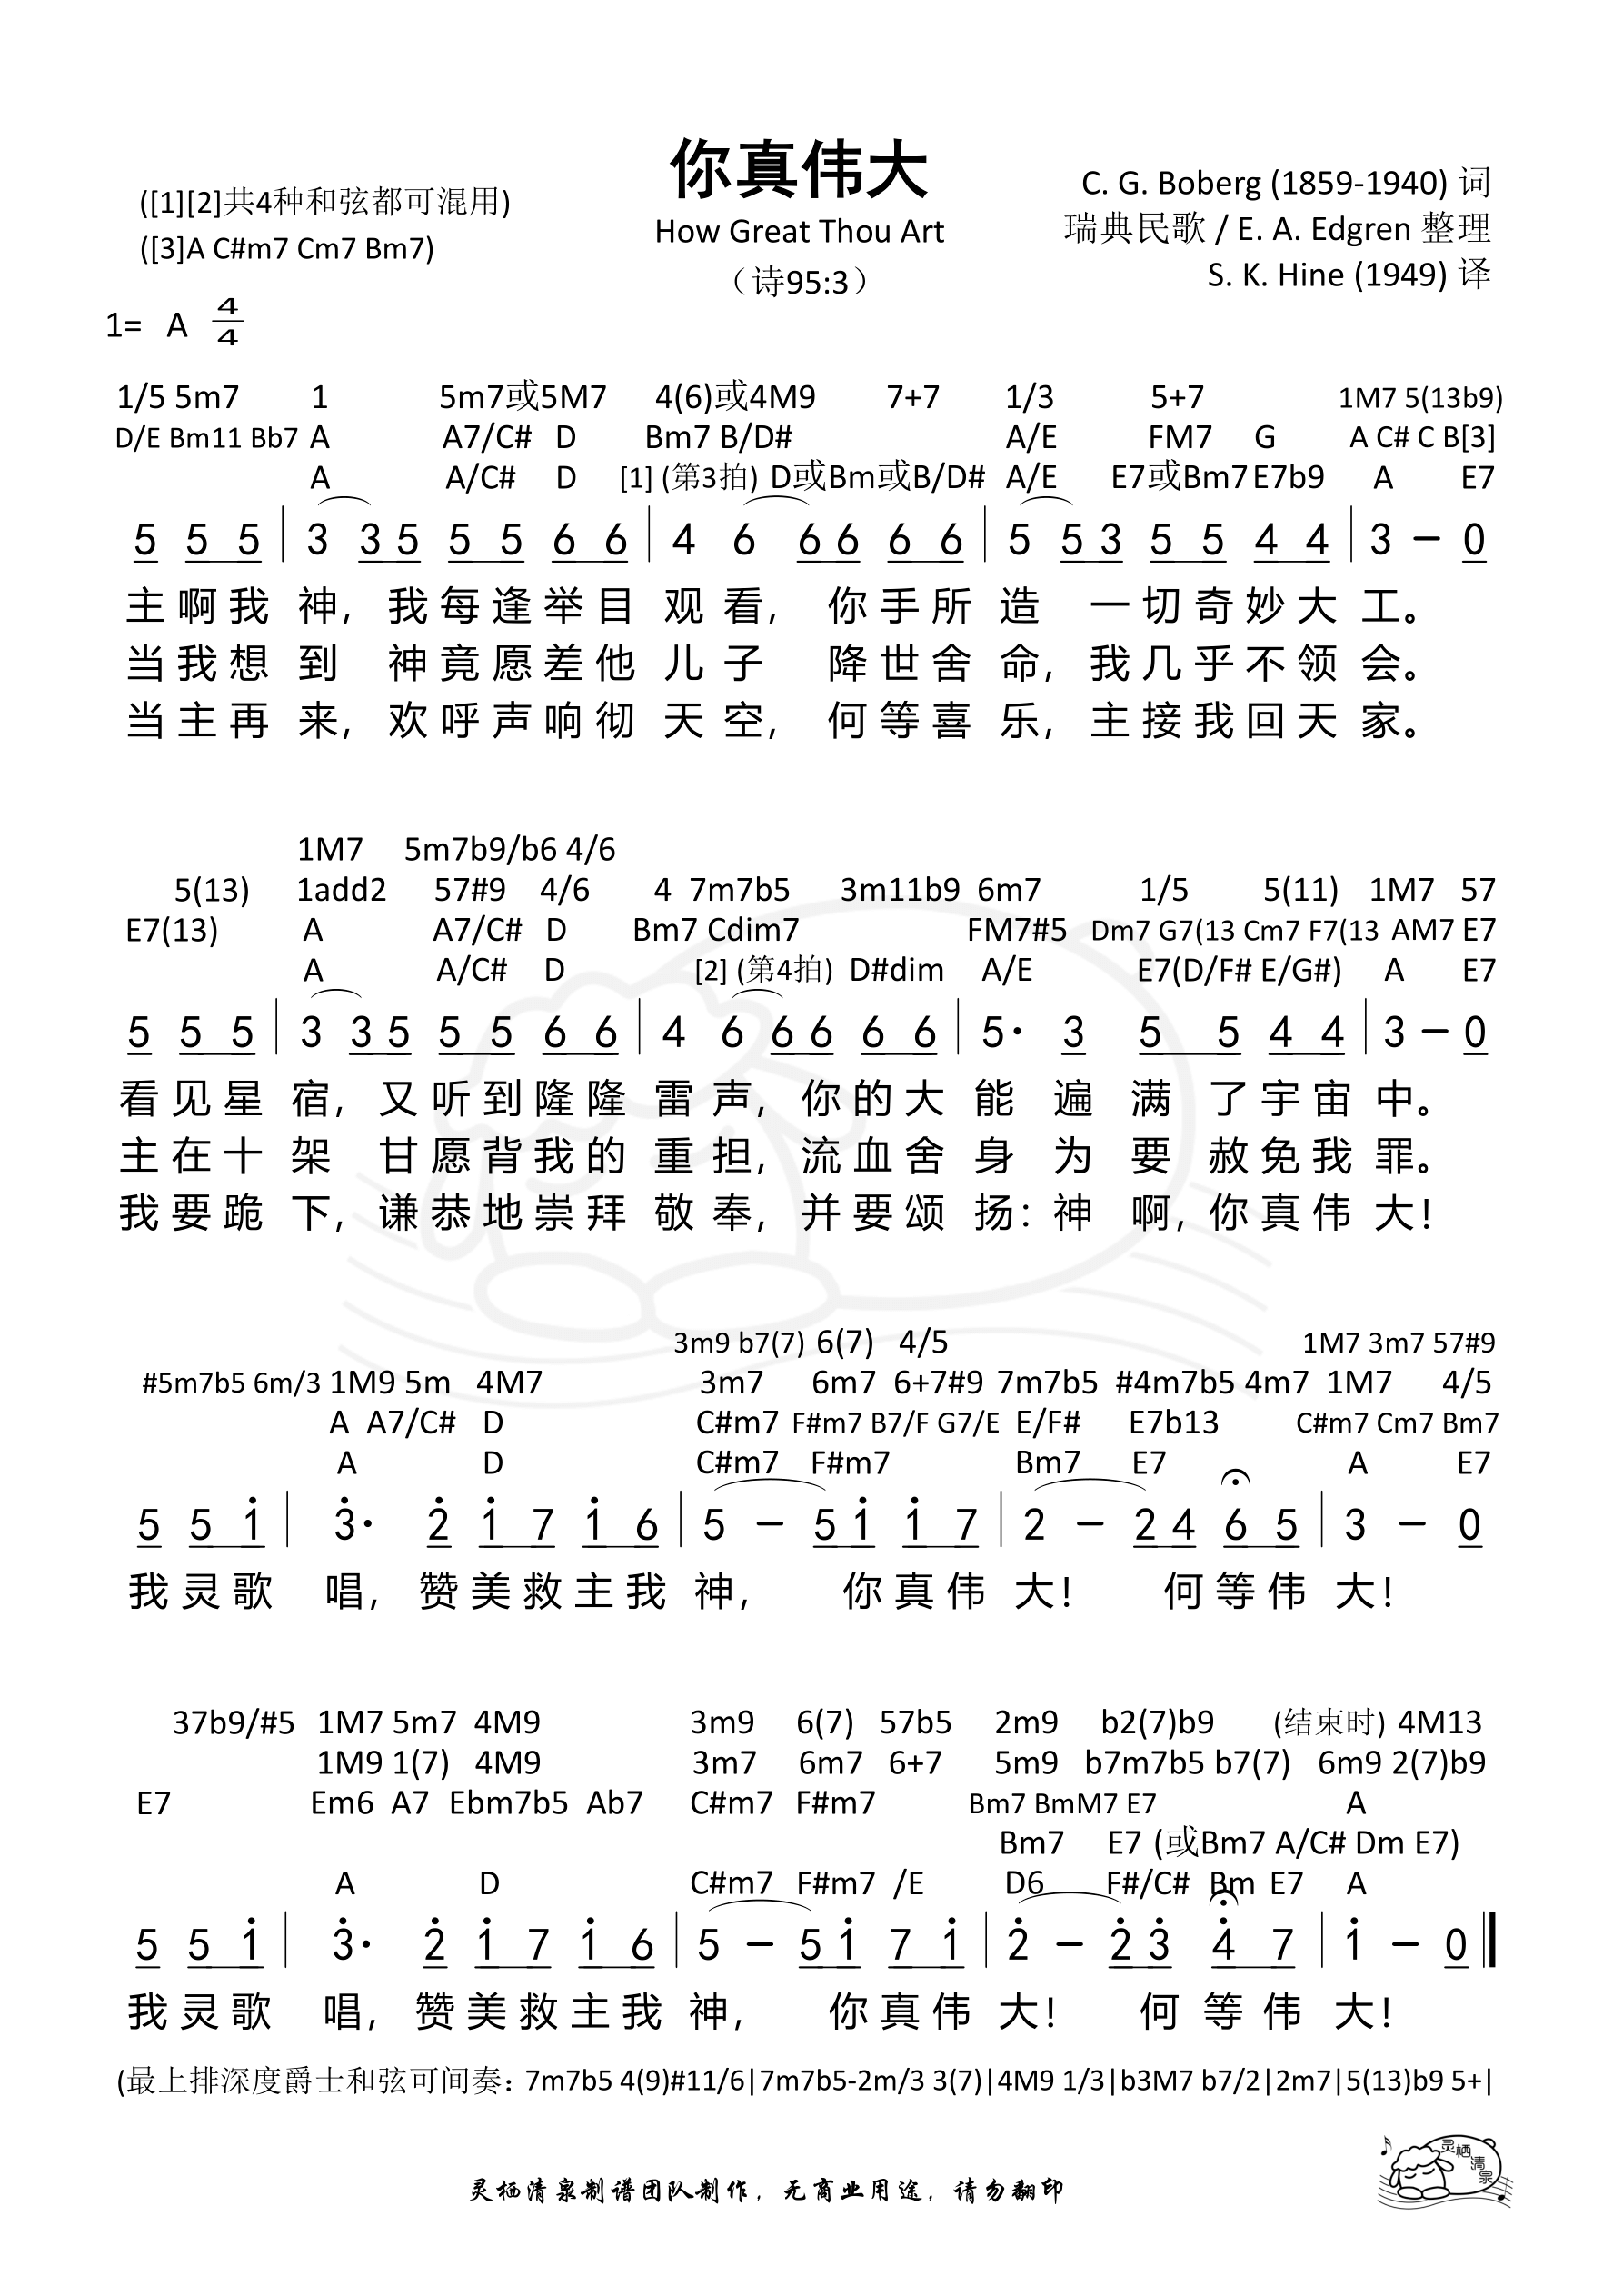 你真伟大
How Great Thou Art
（诗95:3）
([1][2]共4种和弦都可混用)
([3]A C#m7 Cm7 Bm7)
C. G. Boberg (1859-1940) 词
瑞典民歌 / E. A. Edgren 整理
S. K. Hine (1949) 译
1= A 4/4
1/5 5m7 1 5m7或5M7 4(6)或4M9 7+7 1/3 5+7 1M7 5(13b9)
D/E Bm11 Bb7 A A7/C# D Bm7 B/D# A/E FM7 G A C# C B[3]
A A/C# D [1] (第3拍) D或Bm或B/D# A/E E7或Bm7 E7b9 A E7
5 5 5 | 3 3 5 5 5 6 6 | 4 6 6 6 6 6 | 5 5 3 5 5 4 4 | 3 – 0
主啊我 神，我每逢举目 观看，你手所 造 一切奇妙大 工。
当我想 到 神竟愿差他 儿子 降世舍 命，我几乎不领 会。
当主再 来，欢呼声响彻 天空，何等喜 乐，主接我回天 家。
1M7 5m7b9/b6 4/6
5(13) 1add2 57#9 4/6 4 7m7b5 3m11b9 6m7 1/5 5(11) 1M7 57
E7(13) A A7/C# D Bm7 Cdim7 FM7#5 Dm7 G7(13 Cm7 F7(13 AM7 E7
A A/C# D [2] (第4拍) D#dim A/E E7(D/F# E/G#) A E7
5 5 5 | 3 3 5 5 5 6 6 | 4 6 6 6 6 6 | 5· 3 5 5 4 4 | 3 – 0
看见星 宿，又听到隆隆 雷声，你的大 能 遍 满 了宇宙 中。
主在十 架 甘愿背我的 重担，流血舍 身 为 要 赦免我 罪。
我要跪 下，谦恭地崇拜 敬奉，并要颂 扬：神 啊，你真伟 大！
3m9 b7(7) 6(7) 4/5 1M7 3m7 57#9
#5m7b5 6m/3 1M9 5m 4M7 3m7 6m7 6+7#9 7m7b5 #4m7b5 4m7 1M7 4/5
A A7/C# D C#m7 F#m7 B7/F G7/E E/F# E7b13 C#m7 Cm7 Bm7
A D C#m7 F#m7 Bm7 E7 A E7
5 5 1̇ | 3̇· 2̇ 1̇ 7 1̇ 6 | 5 – 5 1̇ 1̇ 7 | 2 – 2 4 6 5 | 3 – 0
我灵歌 唱，赞美救主我 神， 你真伟 大！ 何等伟 大！
37b9/#5 1M7 5m7 4M9 3m9 6(7) 57b5 2m9 b2(7)b9 (结束时) 4M13
1M9 1(7) 4M9 3m7 6m7 6+7 5m9 b7m7b5 b7(7) 6m9 2(7)b9
E7 Em6 A7 Ebm7b5 Ab7 C#m7 F#m7 Bm7 BmM7 E7 A
Bm7 E7 (或Bm7 A/C# Dm E7)
A D C#m7 F#m7 /E D6 F#/C# Bm E7 A
5 5 1̇ | 3̇· 2̇ 1̇ 7 1̇ 6 | 5 – 5 1̇ 7 1̇ | 2̇ – 2̇ 3̇ 4̇ 7 | 1̇ – 0
我灵歌 唱，赞美救主我 神， 你真伟 大！ 何 等 伟 大！
(最上排深度爵士和弦可间奏：7m7b5 4(9)#11/6|7m7b5-2m/3 3(7)|4M9 1/3|b3M7 b7/2|2m7|5(13)b9 5+|
灵栖清泉制谱团队制作，无商业用途，请勿翻印
灵栖清泉